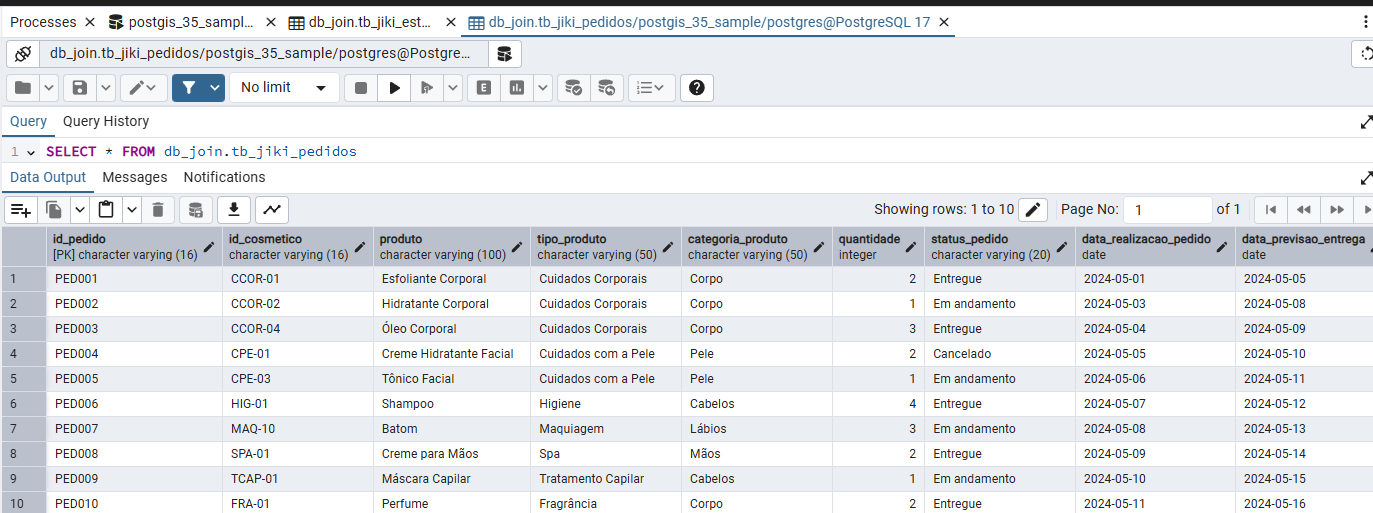 Processes postgis_35_sampl... db_join.tb_jiki_est... db_join.tb_jiki_pedidos/postgis_35_sample/postgres@PostgreSQL 17
db_join.tb_jiki_pedidos/postgis_35_sample/postgres@Postgre...
No limit E
Query Query History
1 SELECT * FROM db_join.tb_jiki_pedidos
Data Output Messages Notifications
Showing rows: 1 to 10 Page No: 1 of 1
id_pedido id_cosmetico produto tipo_produto categoria_produto quantidade status_pedido data_realizacao_pedido data_previsao_entrega
[PK] character varying (16) character varying (16) character varying (100) character varying (50) character varying (50) integer character varying (20) date date
1 PED001 CCOR-01 Esfoliante Corporal Cuidados Corporais Corpo 2 Entregue 2024-05-01 2024-05-05
2 PED002 CCOR-02 Hidratante Corporal Cuidados Corporais Corpo 1 Em andamento 2024-05-03 2024-05-08
3 PED003 CCOR-04 Óleo Corporal Cuidados Corporais Corpo 3 Entregue 2024-05-04 2024-05-09
4 PED004 CPE-01 Creme Hidratante Facial Cuidados com a Pele Pele 2 Cancelado 2024-05-05 2024-05-10
5 PED005 CPE-03 Tônico Facial Cuidados com a Pele Pele 1 Em andamento 2024-05-06 2024-05-11
6 PED006 HIG-01 Shampoo Higiene Cabelos 4 Entregue 2024-05-07 2024-05-12
7 PED007 MAQ-10 Batom Maquiagem Lábios 3 Em andamento 2024-05-08 2024-05-13
8 PED008 SPA-01 Creme para Mãos Spa Mãos 2 Entregue 2024-05-09 2024-05-14
9 PED009 TCAP-01 Máscara Capilar Tratamento Capilar Cabelos 1 Em andamento 2024-05-10 2024-05-15
10 PED010 FRA-01 Perfume Fragrância Corpo 2 Entregue 2024-05-11 2024-05-16